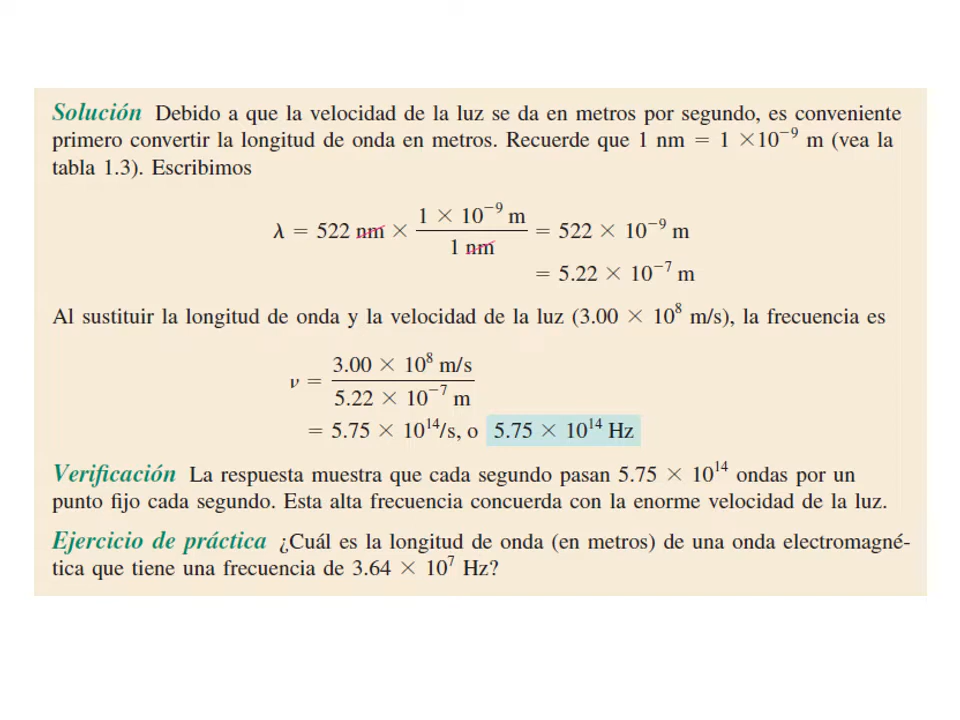 Solución Debido a que la velocidad de la luz se da en metros por segundo, es conveniente
primero convertir la longitud de onda en metros. Recuerde que 1 nm = 1 ×10⁻⁹ m (vea la
tabla 1.3). Escribimos
λ = 522 nm × (1 × 10⁻⁹ m / 1 nm) = 522 × 10⁻⁹ m
= 5.22 × 10⁻⁷ m
Al sustituir la longitud de onda y la velocidad de la luz (3.00 × 10⁸ m/s), la frecuencia es
ν = (3.00 × 10⁸ m/s / 5.22 × 10⁻⁷ m)
= 5.75 × 10¹⁴/s, o 5.75 × 10¹⁴ Hz
Verificación La respuesta muestra que cada segundo pasan 5.75 × 10¹⁴ ondas por un
punto fijo cada segundo. Esta alta frecuencia concuerda con la enorme velocidad de la luz.
Ejercicio de práctica ¿Cuál es la longitud de onda (en metros) de una onda electromagné-
tica que tiene una frecuencia de 3.64 × 10⁷ Hz?